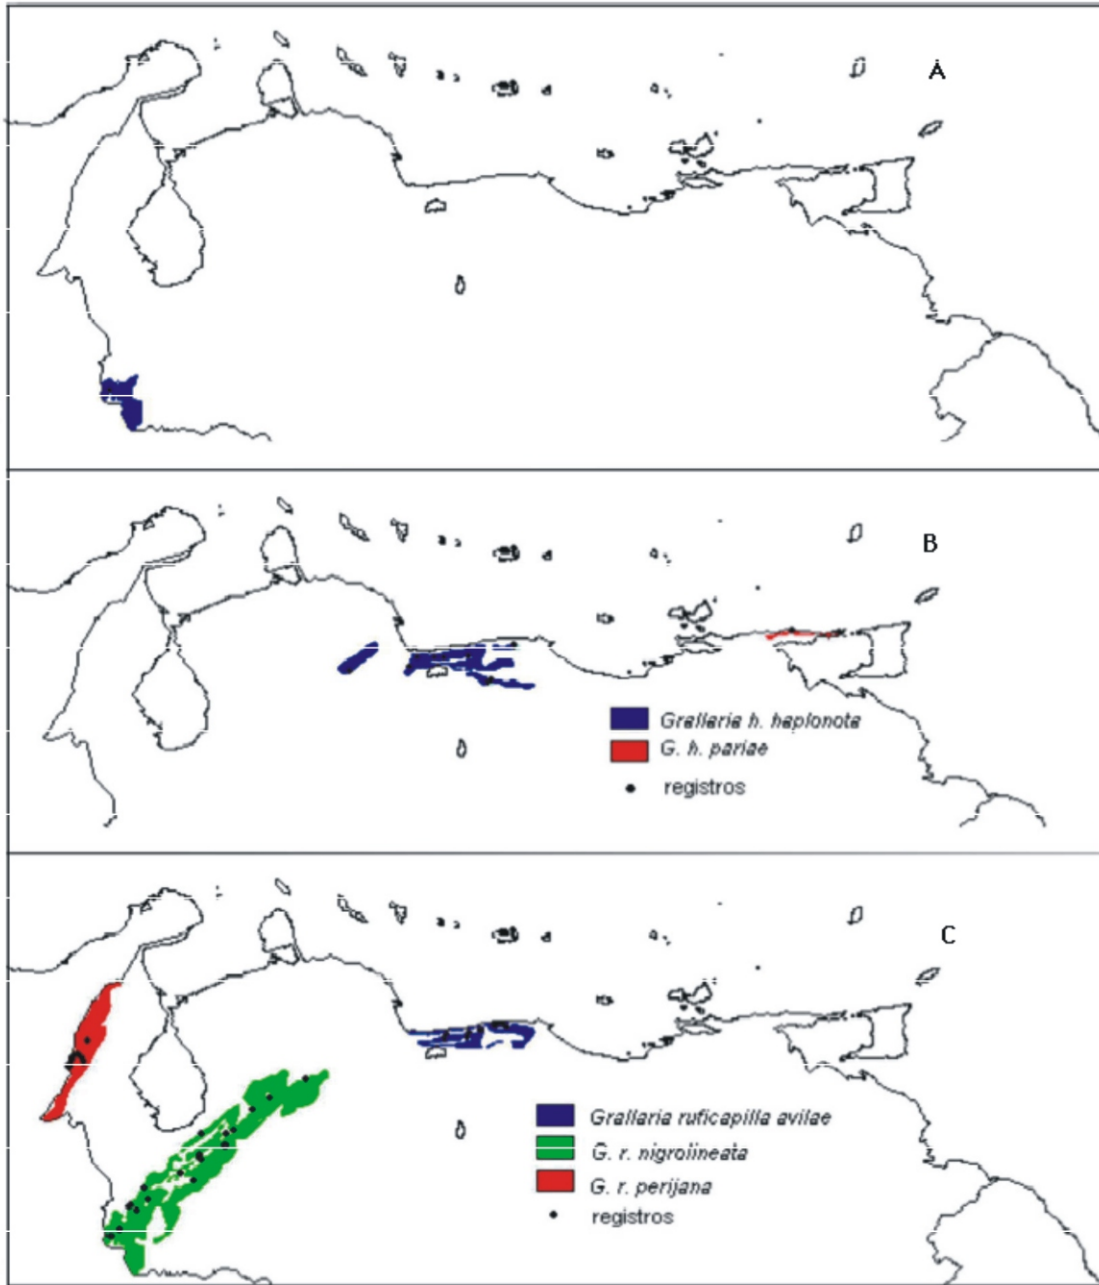 A
B
Grallaria h. haplonota
G. h. pariae
registros
C
Grallaria ruficapilla avilae
G. r. nigrolineata
G. r. perijana
registros